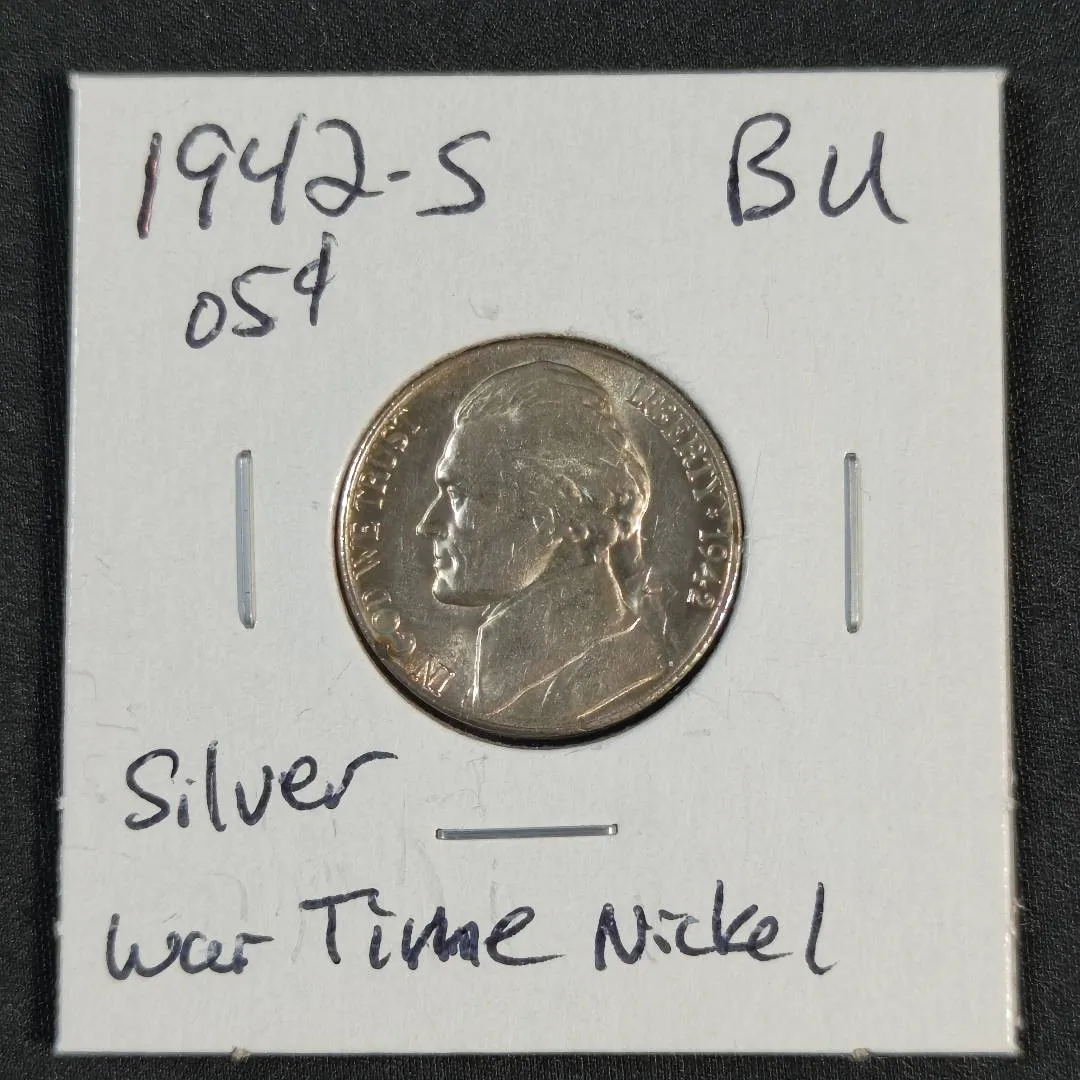 1942-S BU
05¢
IN GOD WE TRUST
LIBERTY * 1942
Silver
War Time Nickel